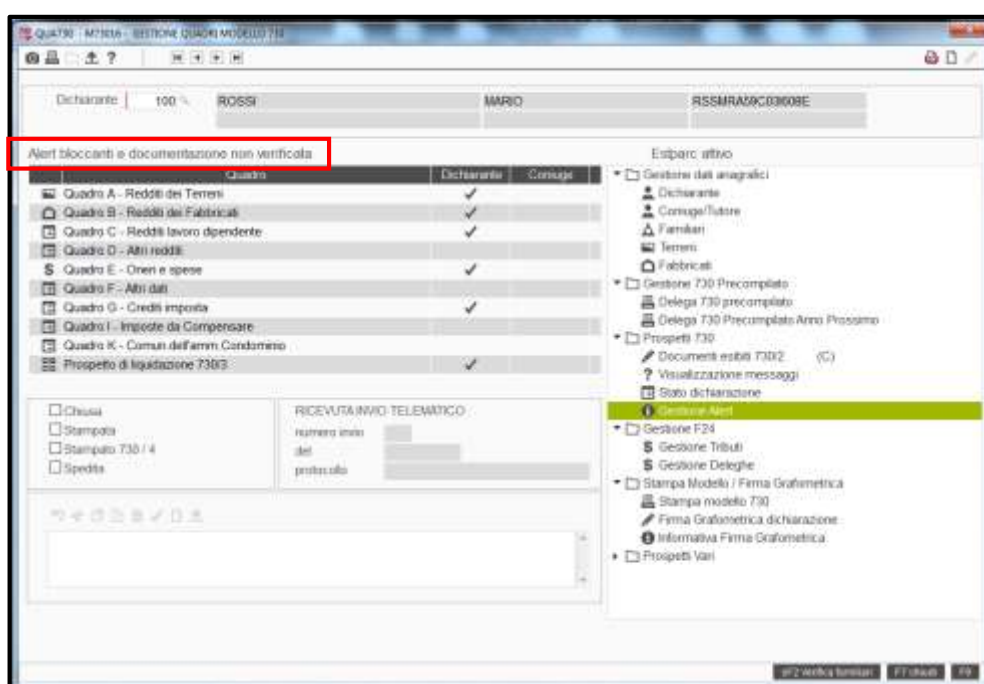 QUA730 - M73016 - GESTIONE QUADRI MODELLO 730
Dichiarante 100 % ROSSI MARIO
Alert bloccanti e documentazione non verificata
Quadro Dichiarante Coniuge
Quadro A - Redditi dei Terreni
Quadro B - Redditi dei Fabbricati
Quadro C - Redditi lavoro dipendente
Quadro D - Altri redditi
Quadro E - Oneri e spese
Quadro F - Altri dati
Quadro G - Crediti imposta
Quadro I - Imposte da Compensare
Quadro K - Comun dell'amm Condominio
Prospetto di liquidazione 730/3
Chiusa
Stampata
Stampato 730 / 4
Spedita
RICEVUTA INVIO TELEMATICO
numero invio
del
protocollo
attivo
Gestione dati anagrafici
Dichiarante
Coniuge/Tutore
Familiari
Terreni
Fabbricati
Gestione 730 Precompilato
Delega 730 precompilato
Delega 730 Precompilato Anno Prossimo
Prospetti 730
Documenti esibiti 730/2 (C)
Visualizzazione messaggi
Stato dichiarazione
Gestione Alert
Gestione F24
Gestione Tributi
Gestione Deleghe
Stampa Modello / Firma Grafometrica
Stampa modello 730
Firma Grafometrica dichiarazione
Informativa Firma Grafometrica
Prospetti Vari
F7 chiudi F9